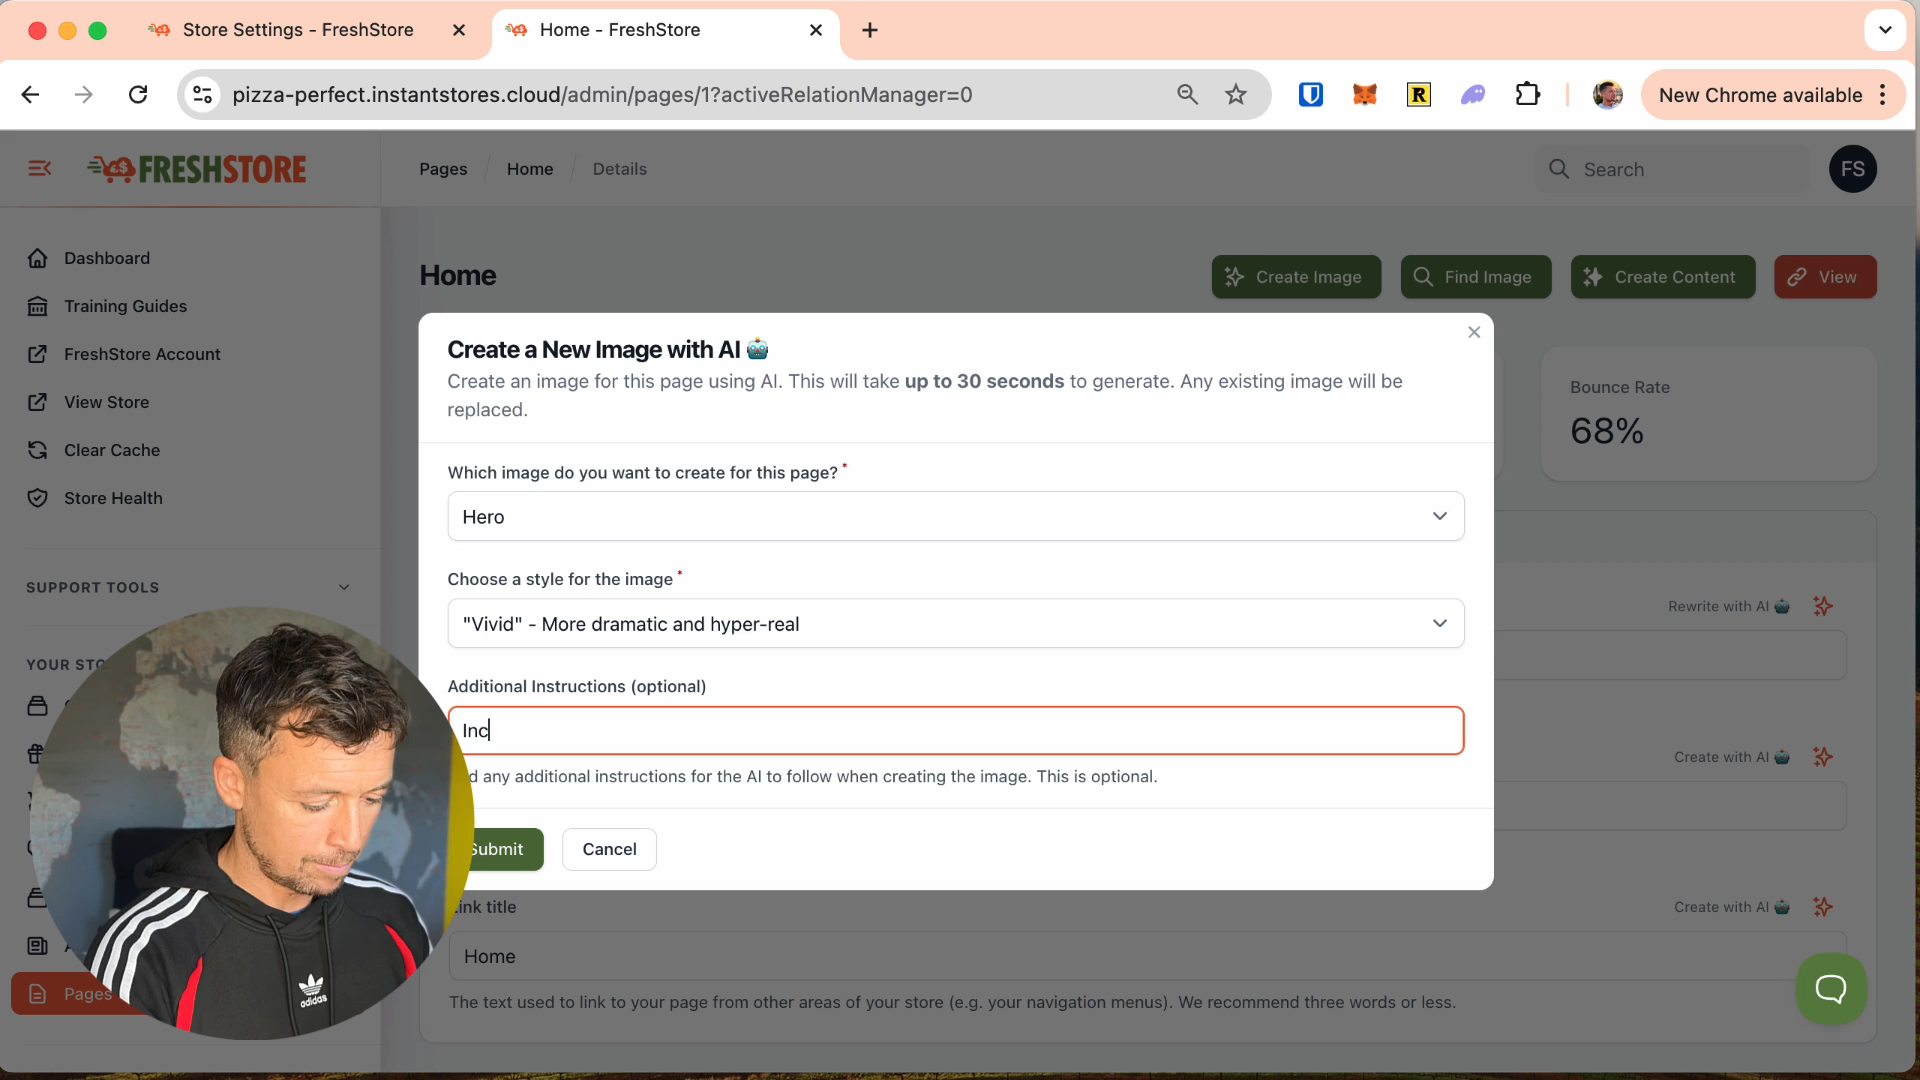 Store Settings - FreshStore
Home - FreshStore
pizza-perfect.instantstores.cloud/admin/pages/1?activeRelationManager=0
New Chrome available
FRESHSTORE
Pages
Home
Details
Search
FS
Dashboard
Training Guides
FreshStore Account
View Store
Clear Cache
Store Health
SUPPORT TOOLS
YOUR STO
Pages
Home
Create Image
Find Image
Create Content
View
Bounce Rate
68%
Create a New Image with AI 🤖
Create an image for this page using AI. This will take up to 30 seconds to generate. Any existing image will be
replaced.
Which image do you want to create for this page? *
Hero
Choose a style for the image *
"Vivid" - More dramatic and hyper-real
Additional Instructions (optional)
Inc
any additional instructions for the AI to follow when creating the image. This is optional.
Submit
Cancel
Rewrite with AI 🤖
Create with AI 🤖
Link title
Create with AI 🤖
Home
The text used to link to your page from other areas of your store (e.g. your navigation menus). We recommend three words or less.
adidas